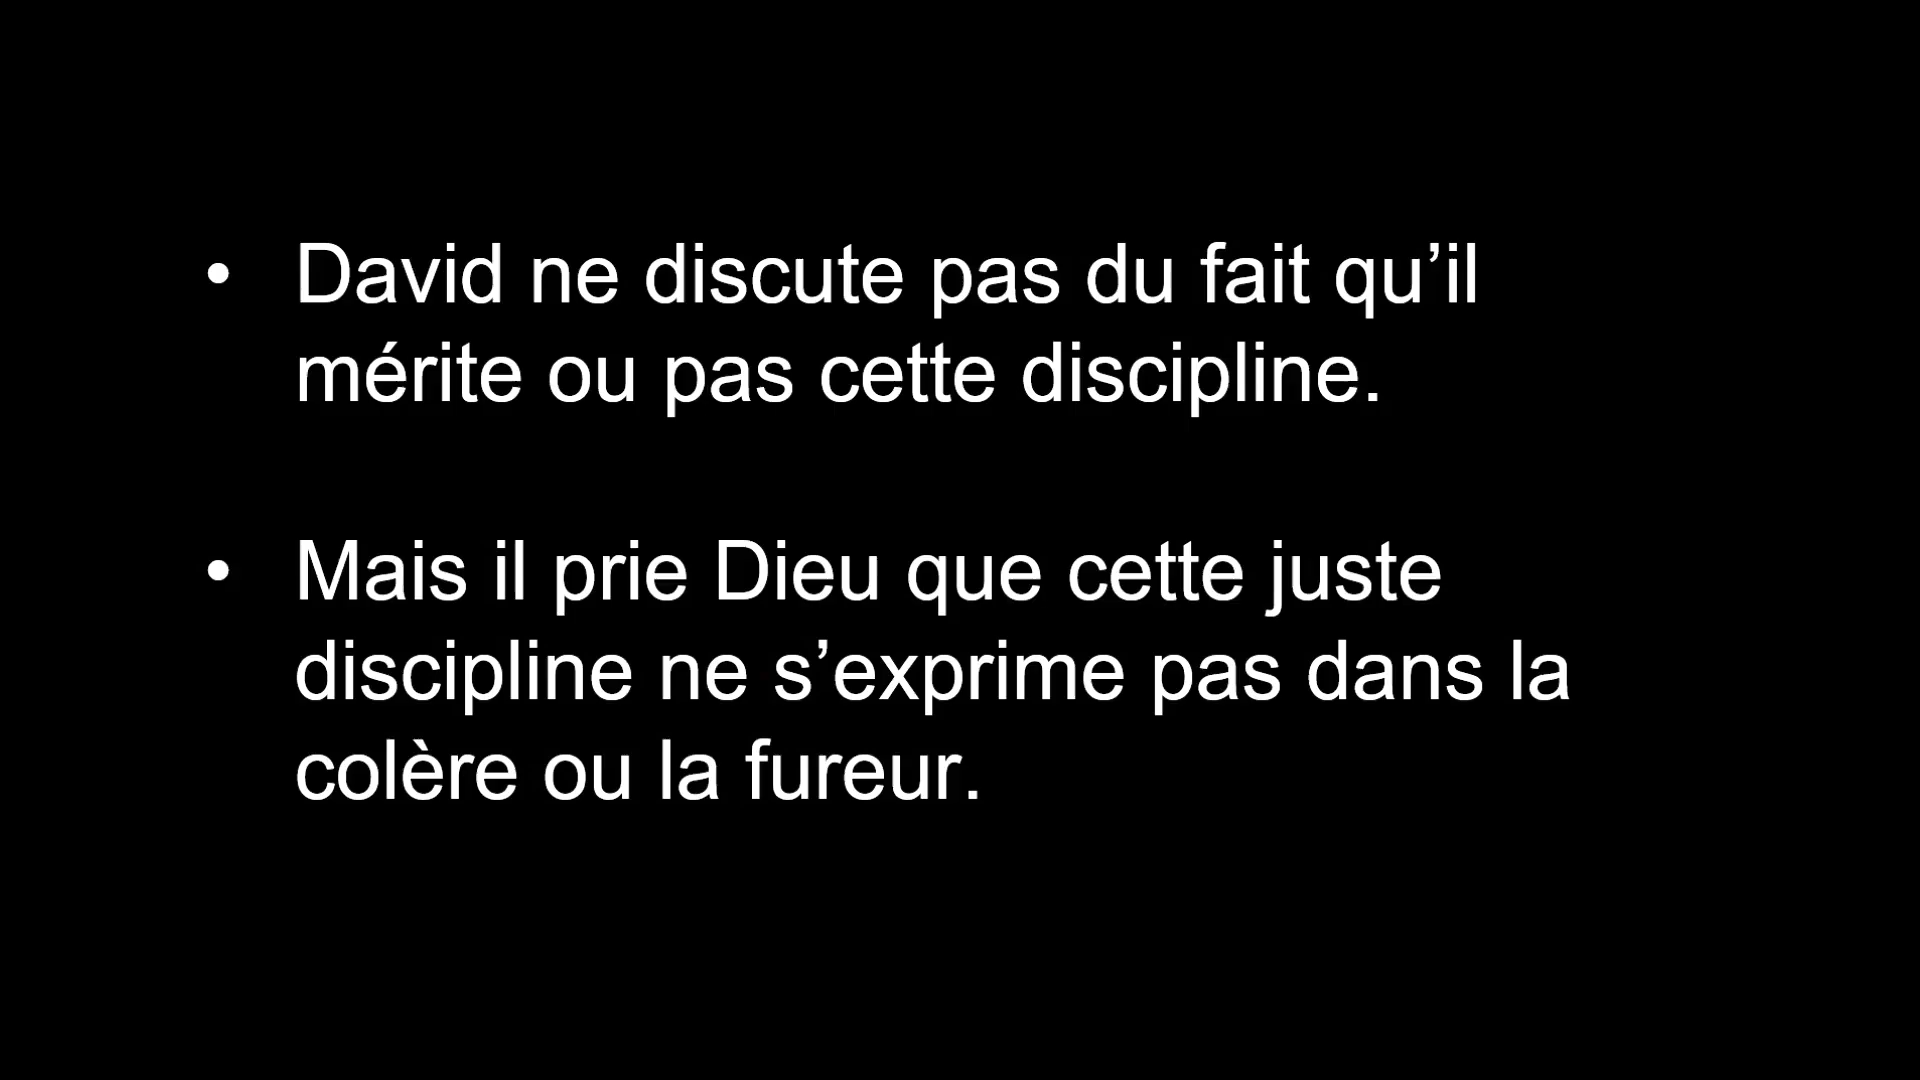 • David ne discute pas du fait qu’il
mérite ou pas cette discipline.
• Mais il prie Dieu que cette juste
discipline ne s’exprime pas dans la
colère ou la fureur.